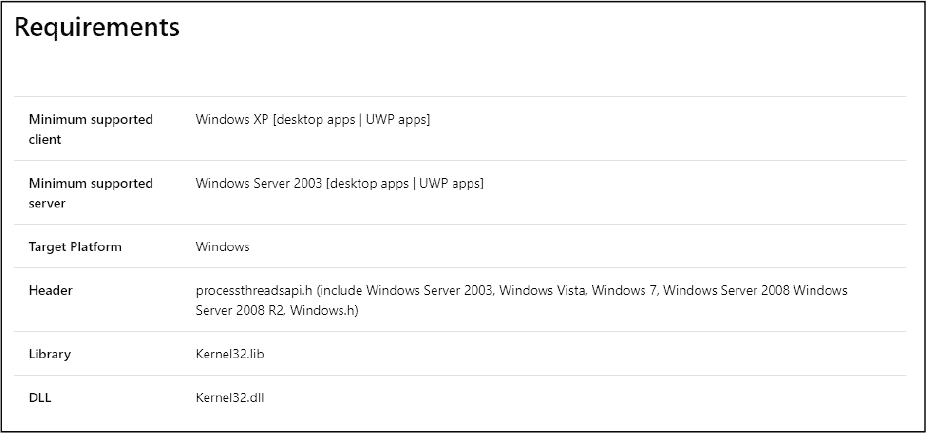 Requirements
Minimum supported client
Windows XP [desktop apps | UWP apps]
Minimum supported server
Windows Server 2003 [desktop apps | UWP apps]
Target Platform
Windows
Header
processthreadsapi.h (include Windows Server 2003, Windows Vista, Windows 7, Windows Server 2008 Windows
Server 2008 R2, Windows.h)
Library
Kernel32.lib
DLL
Kernel32.dll